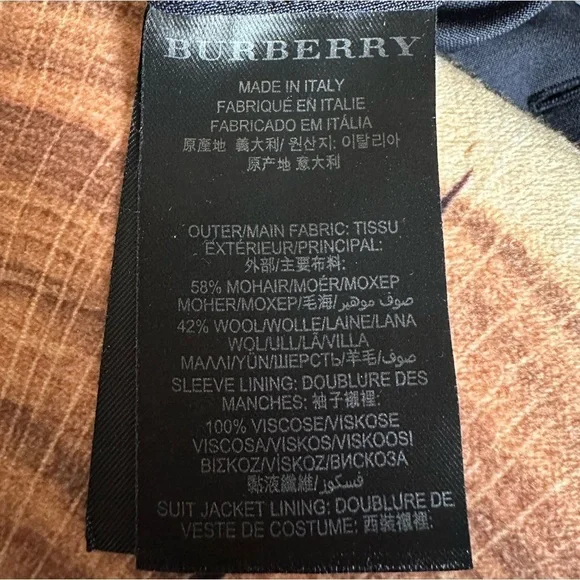 BURBERRY
MADE IN ITALY
FABRIQUÉ EN ITALIE
FABRICADO EM ITÁLIA
原產地 義大利/ 원산지: 이탈리아
原产地 意大利
OUTER/MAIN FABRIC: TISSU
EXTÉRIEUR/PRINCIPAL:
外部/主要布料:
58% MOHAIR/MOÉR/МОХЕР
MOHER/MOXEP/毛海/صوف موهير
42% WOOL/WOLLE/LAINE/LANA
WOL/ULL/LÃ/VILLA
ΜΑΛΛΙ/YÜN/ШЕРСТЬ/羊毛/صوف
SLEEVE LINING: DOUBLURE DES
MANCHES: 袖子襯裡:
100% VISCOSE/VISKOSE
VISCOSA/VISKOS/VISKOOSI
ΒΙΣΚΟΖ/VİSKOZ/ВИСКОЗА
黏液纖維/فسكوز
SUIT JACKET LINING: DOUBLURE DE
VESTE DE COSTUME: 西裝襯裡: